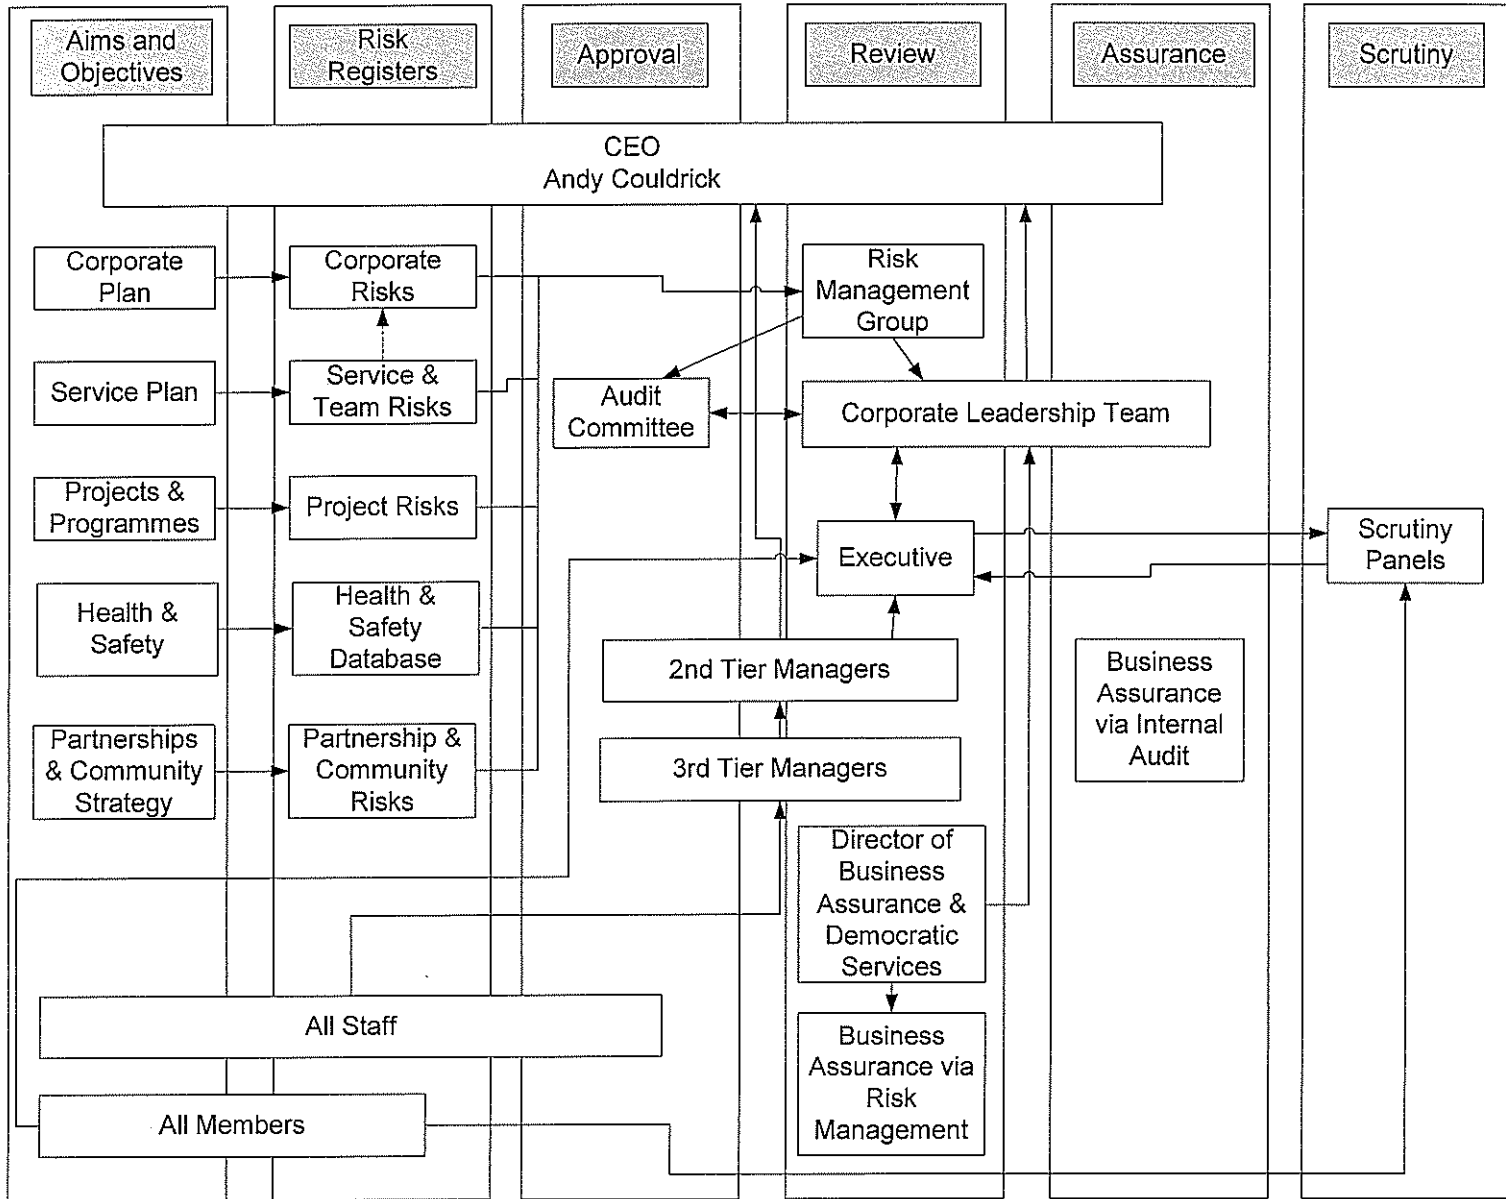 Aims and
Objectives
Risk
Registers
Approval
Review
Assurance
Scrutiny
CEO
Andy Couldrick
Corporate
Plan
Corporate
Risks
Risk
Management
Group
Service Plan
Service &
Team Risks
Audit
Committee
Corporate Leadership Team
Projects &
Programmes
Project Risks
Executive
Scrutiny
Panels
Health &
Safety
Health &
Safety
Database
2nd Tier Managers
Business
Assurance
via Internal
Audit
Partnerships
& Community
Strategy
Partnership &
Community
Risks
3rd Tier Managers
Director of
Business
Assurance &
Democratic
Services
All Staff
Business
Assurance via
Risk
Management
All Members